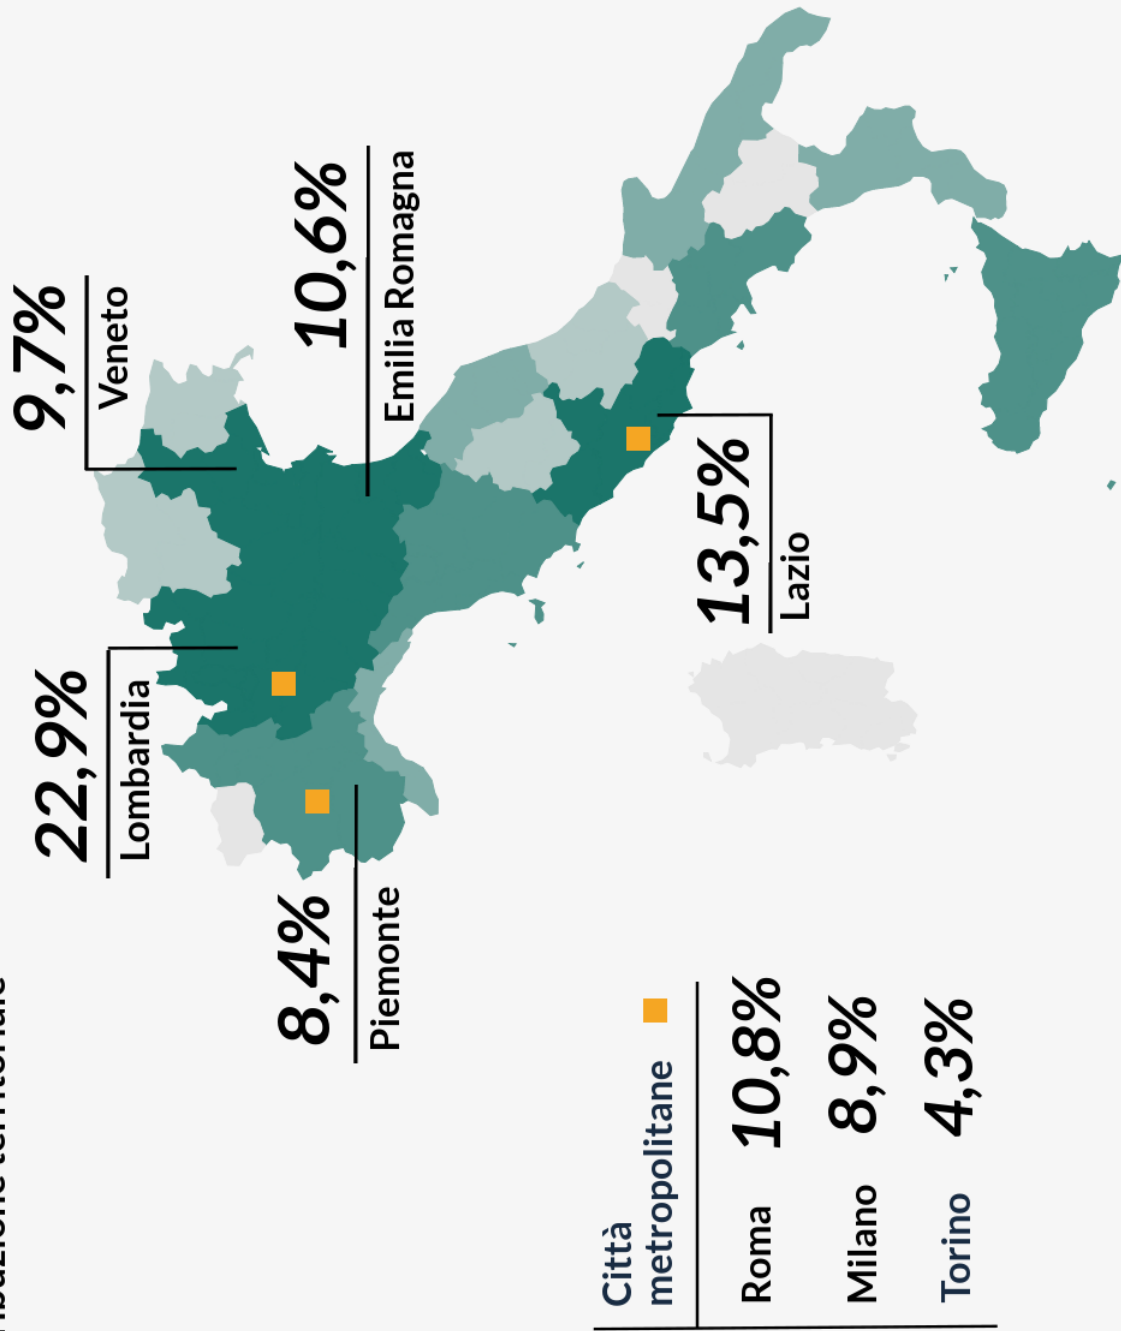 territoriale
9,7%
Veneto
22,9%
Lombardia
10,6%
Emilia Romagna
8,4%
Piemonte
13,5%
Lazio
Città
metropolitane
Roma 10,8%
Milano 8,9%
Torino 4,3%